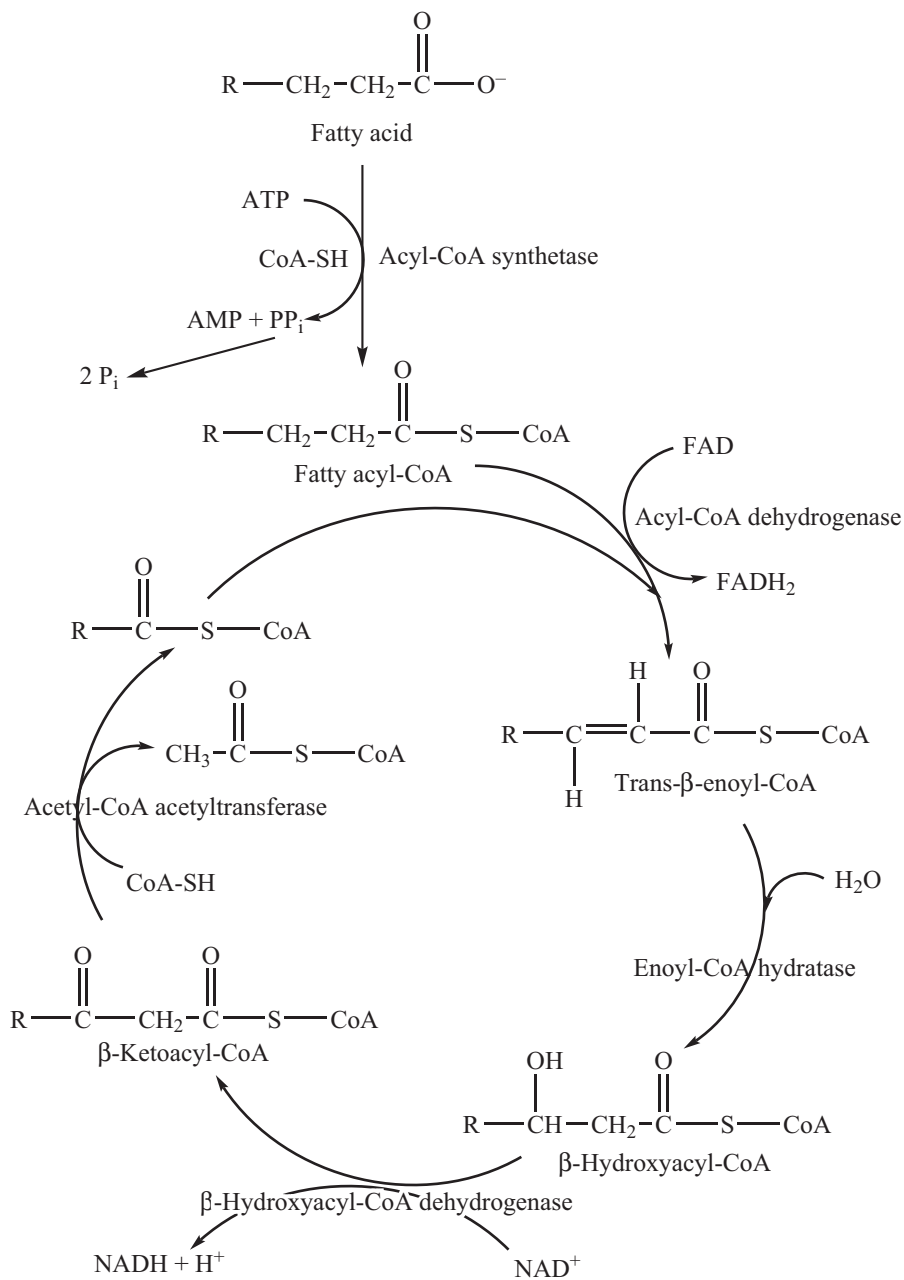 O
R CH₂ CH₂ C O⁻
Fatty acid
ATP
CoA-SH
Acyl-CoA synthetase
AMP + PPᵢ
2 Pᵢ
O
R CH₂ CH₂ C S CoA
Fatty acyl-CoA
FAD
Acyl-CoA dehydrogenase
FADH₂
O
R C S CoA
O
CH₃ C S CoA
Acetyl-CoA acetyltransferase
CoA-SH
H O
R C C C S CoA
H
Trans-β-enoyl-CoA
H₂O
Enoyl-CoA hydratase
O O
R C CH₂ C S CoA
β-Ketoacyl-CoA
OH O
R CH CH₂ C S CoA
β-Hydroxyacyl-CoA
β-Hydroxyacyl-CoA dehydrogenase
NADH + H⁺
NAD⁺